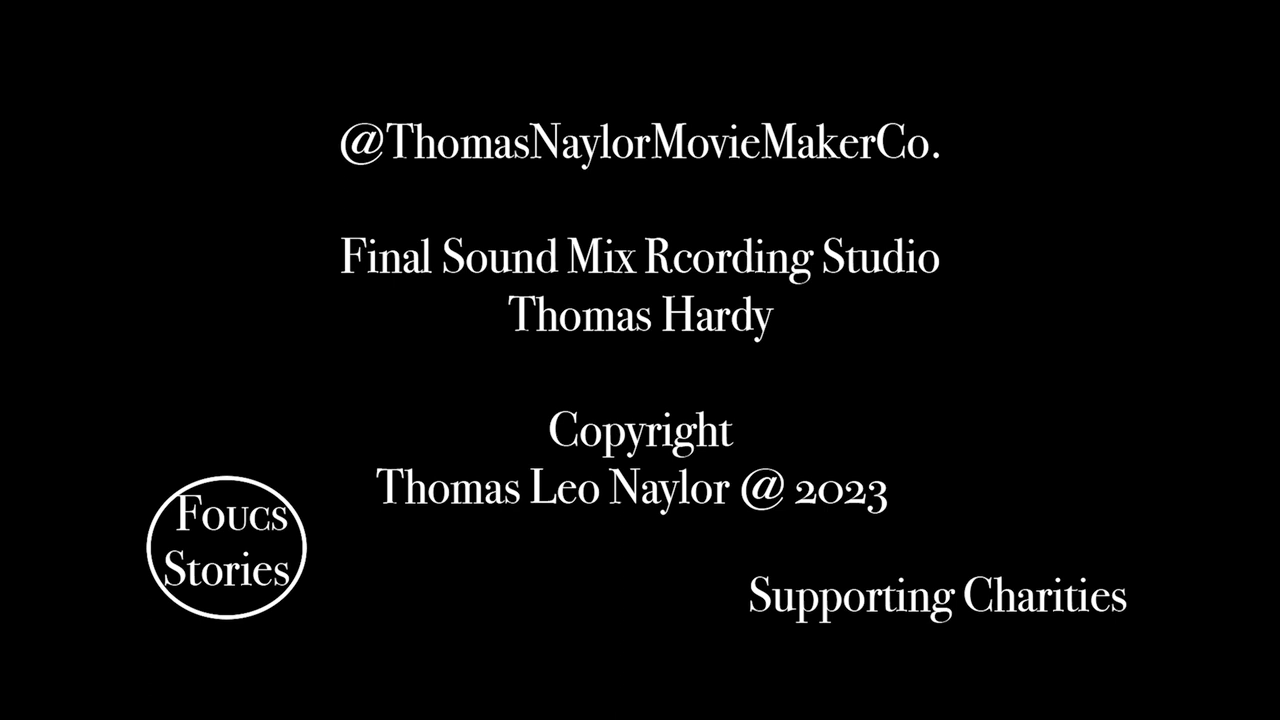 @ThomasNaylorMovieMakerCo.
Final Sound Mix Rcording Studio
Thomas Hardy
Copyright
Thomas Leo Naylor @ 2023
Foucs
Stories
Supporting Charities